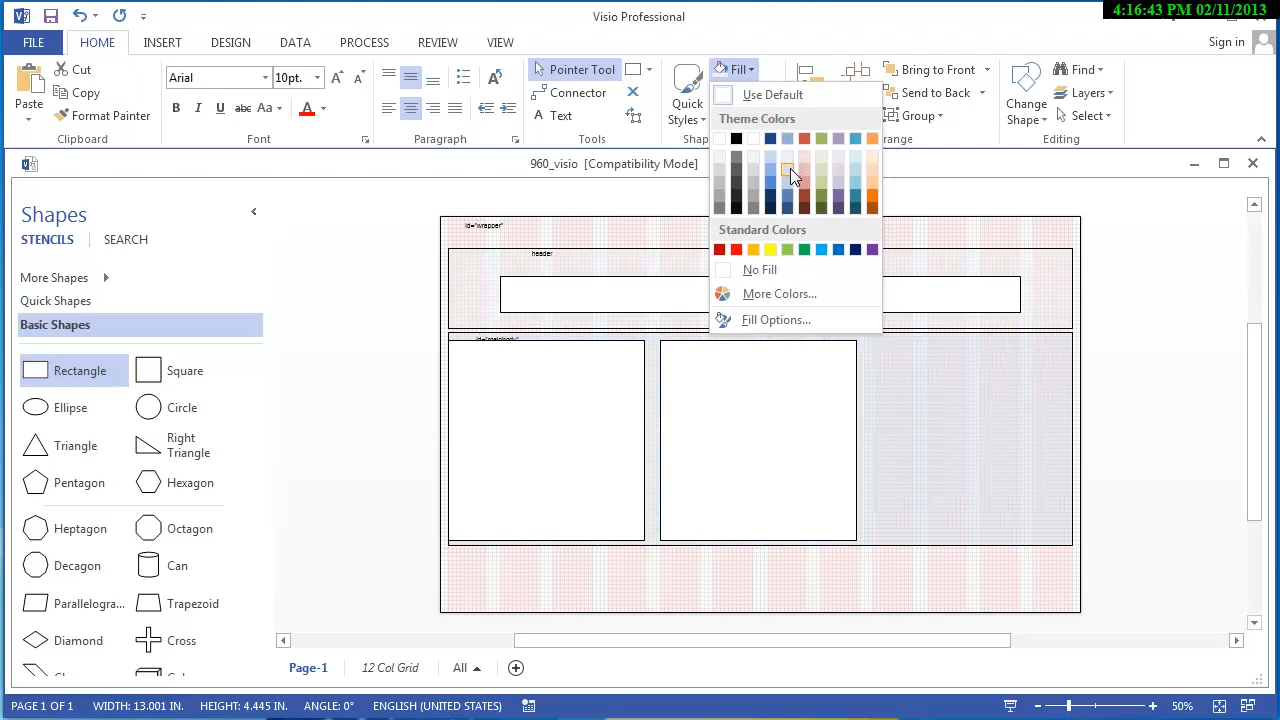 4:16:43 PM 02/11/2013
Visio Professional
FILE HOME INSERT DESIGN DATA PROCESS REVIEW VIEW
Sign in
Paste
Cut
Copy
Format Painter
Clipboard
Arial 10pt.
B I U abc Aa A
Font
Paragraph
Pointer Tool
Connector
Text
Tools
Quick Styles
Fill
Use Default
Theme Colors
Standard Colors
No Fill
More Colors...
Fill Options...
Bring to Front
Send to Back
Group
Change Shape
Find
Layers
Select
Editing
960_visio [Compatibility Mode]
Shapes
STENCILS SEARCH
More Shapes
Quick Shapes
Basic Shapes
Rectangle Square
Ellipse Circle
Triangle Right Triangle
Pentagon Hexagon
Heptagon Octagon
Decagon Can
Parallelogra... Trapezoid
Diamond Cross
id="wrapper"
header
id="mainbody"
Page-1 12 Col Grid All
PAGE 1 OF 1 WIDTH: 13.001 IN. HEIGHT: 4.445 IN. ANGLE: 0° ENGLISH (UNITED STATES) 50%